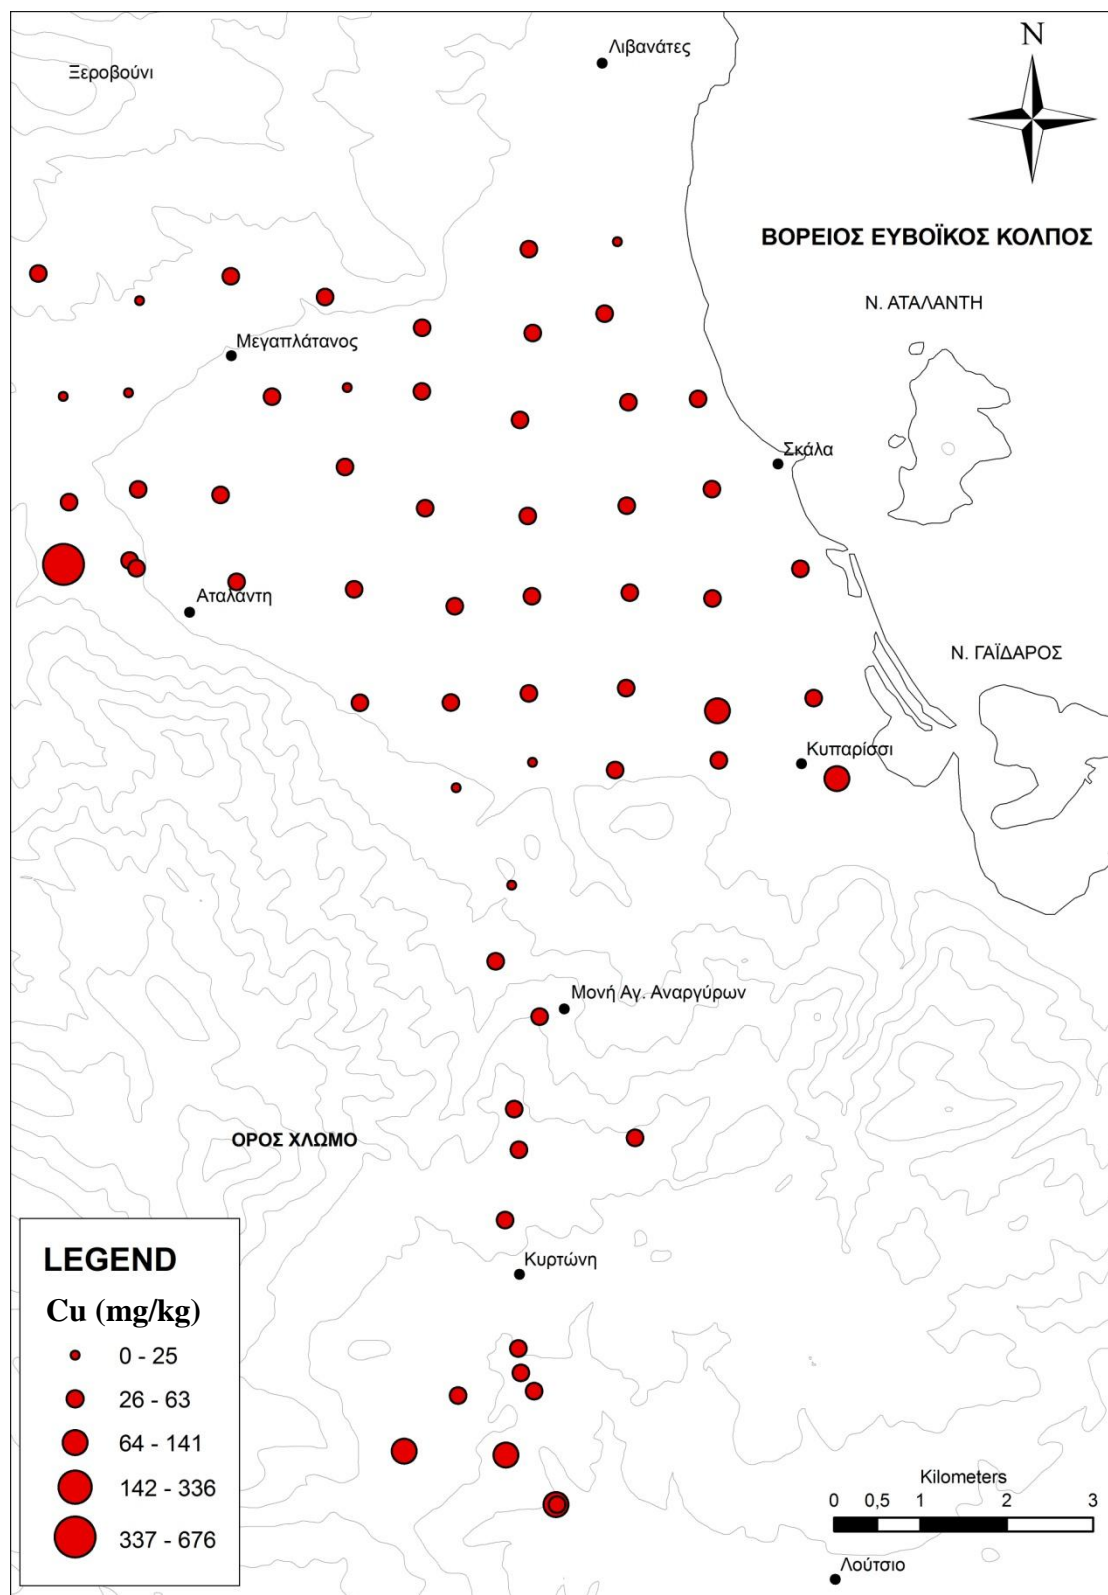 Λιβανάτες
Ξεροβούνι
N
ΒΟΡΕΙΟΣ ΕΥΒΟΪΚΟΣ ΚΟΛΠΟΣ
Ν. ΑΤΑΛΑΝΤΗ
Μεγαπλάτανος
Σκάλα
Αταλάντη
Ν. ΓΑΪΔΑΡΟΣ
Κυπαρίσσι
Μονή Αγ. Αναργύρων
ΟΡΟΣ ΧΛΩΜΟ
Κυρτώνη
LEGEND
Cu (mg/kg)
0 - 25
26 - 63
64 - 141
142 - 336
337 - 676
Kilometers
0 0,5 1 2 3
Λούτσιο